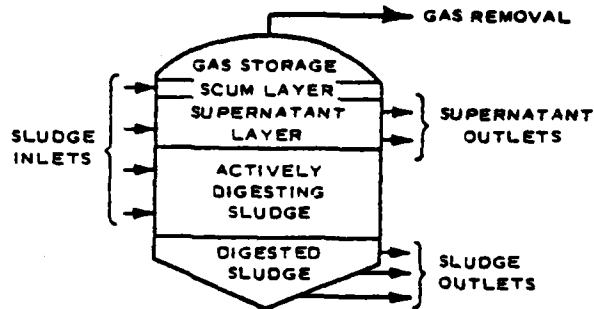 GAS REMOVAL
GAS STORAGE
SCUM LAYER
SUPERNATANT
LAYER
SLUDGE
INLETS
SUPERNATANT
OUTLETS
ACTIVELY
DIGESTING
SLUDGE
DIGESTED
SLUDGE
SLUDGE
OUTLETS